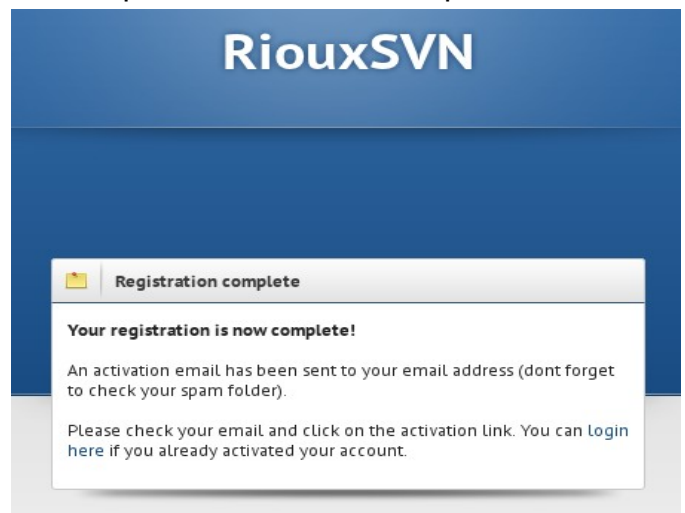 RiouxSVN
Registration complete
Your registration is now complete!
An activation email has been sent to your email address (dont forget
to check your spam folder).
Please check your email and click on the activation link. You can login
here if you already activated your account.